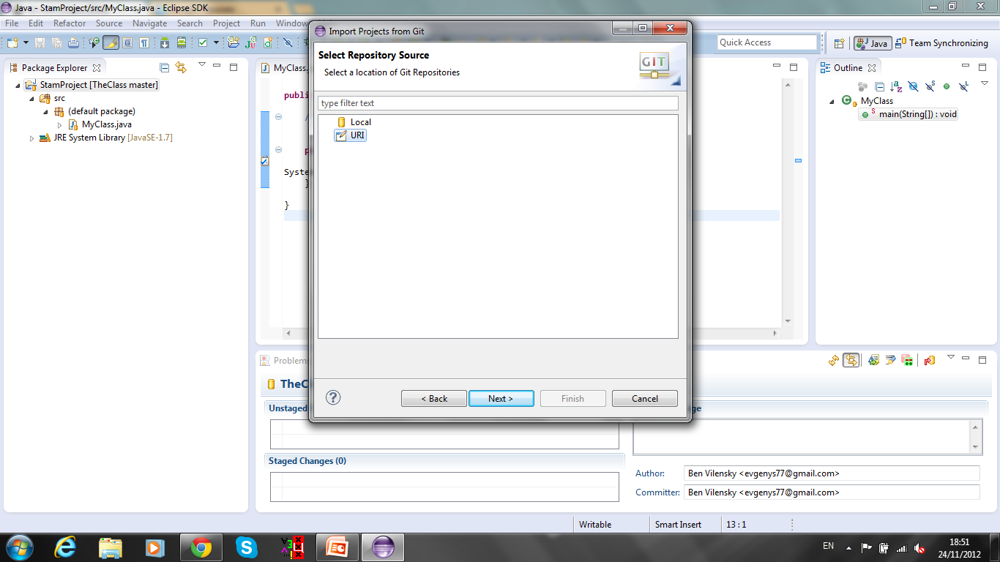 Java - StamProject/src/MyClass.java - Eclipse SDK
File Edit Refactor Source Navigate Search Project Run Window
Quick Access
Java
Team Synchronizing
Package Explorer
StamProject [TheClass master]
src
(default package)
MyClass.java
JRE System Library [JavaSE-1.7]
MyClass.
publi
/
p
Syste
}
}
Import Projects from Git
Select Repository Source
Select a location of Git Repositories
GIT
type filter text
Local
URI
< Back
Next >
Finish
Cancel
Outline
MyClass
main(String[]) : void
Problem
TheC
Unstaged
ge
Staged Changes (0)
Author:
Ben Vilensky <evgenys77@gmail.com>
Committer:
Ben Vilensky <evgenys77@gmail.com>
Writable
Smart Insert
13 : 1
EN
18:51
24/11/2012